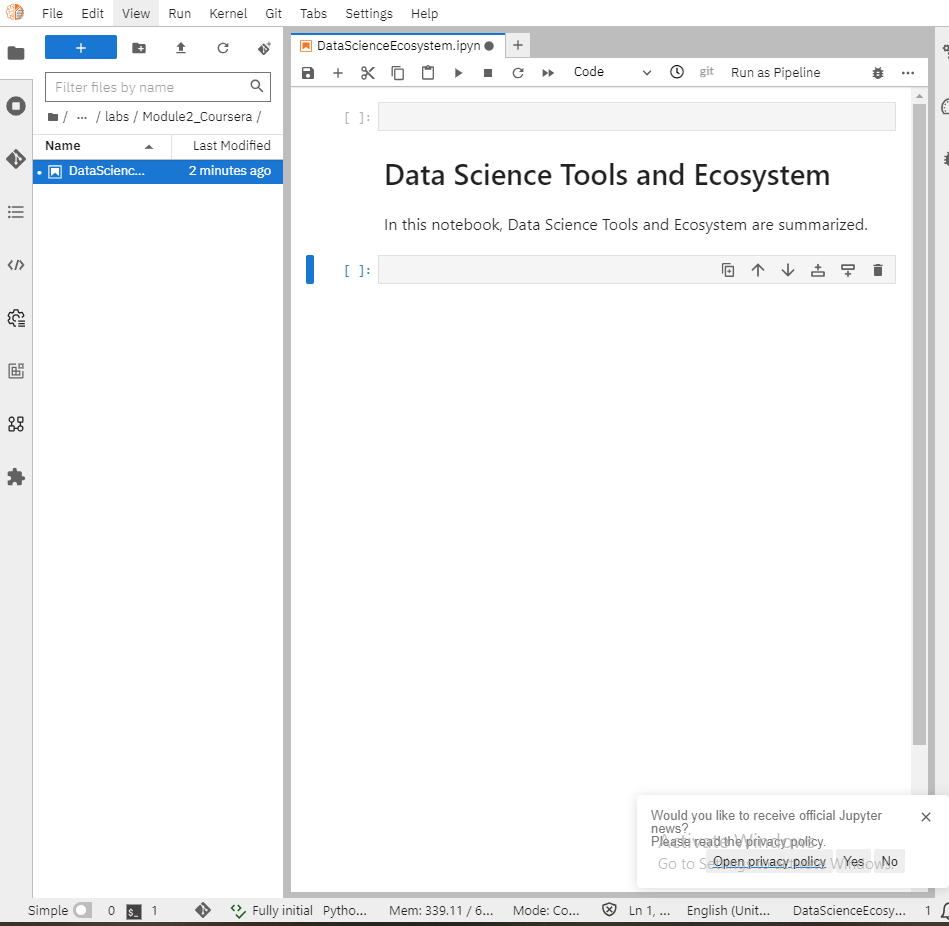 File Edit View Run Kernel Git Tabs Settings Help
DataScienceEcosystem.ipyn
Code git Run as Pipeline
Filter files by name
/ ... / labs / Module2_Coursera /
Name Last Modified
DataScienc... 2 minutes ago
[ ]:
Data Science Tools and Ecosystem
In this notebook, Data Science Tools and Ecosystem are summarized.
[ ]:
Would you like to receive official Jupyter
news?
Please read the privacy policy.
Open privacy policy Yes No
Activate Windows
Go to Settings to activate Windows.
Simple 0 $_ 1 Fully initial Pytho... Mem: 339.11 / 6... Mode: Co... Ln 1, ... English (Unit... DataScienceEcosy... 1